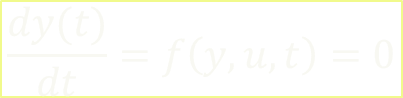 dy(t)/dt = f(y, u, t) = 0